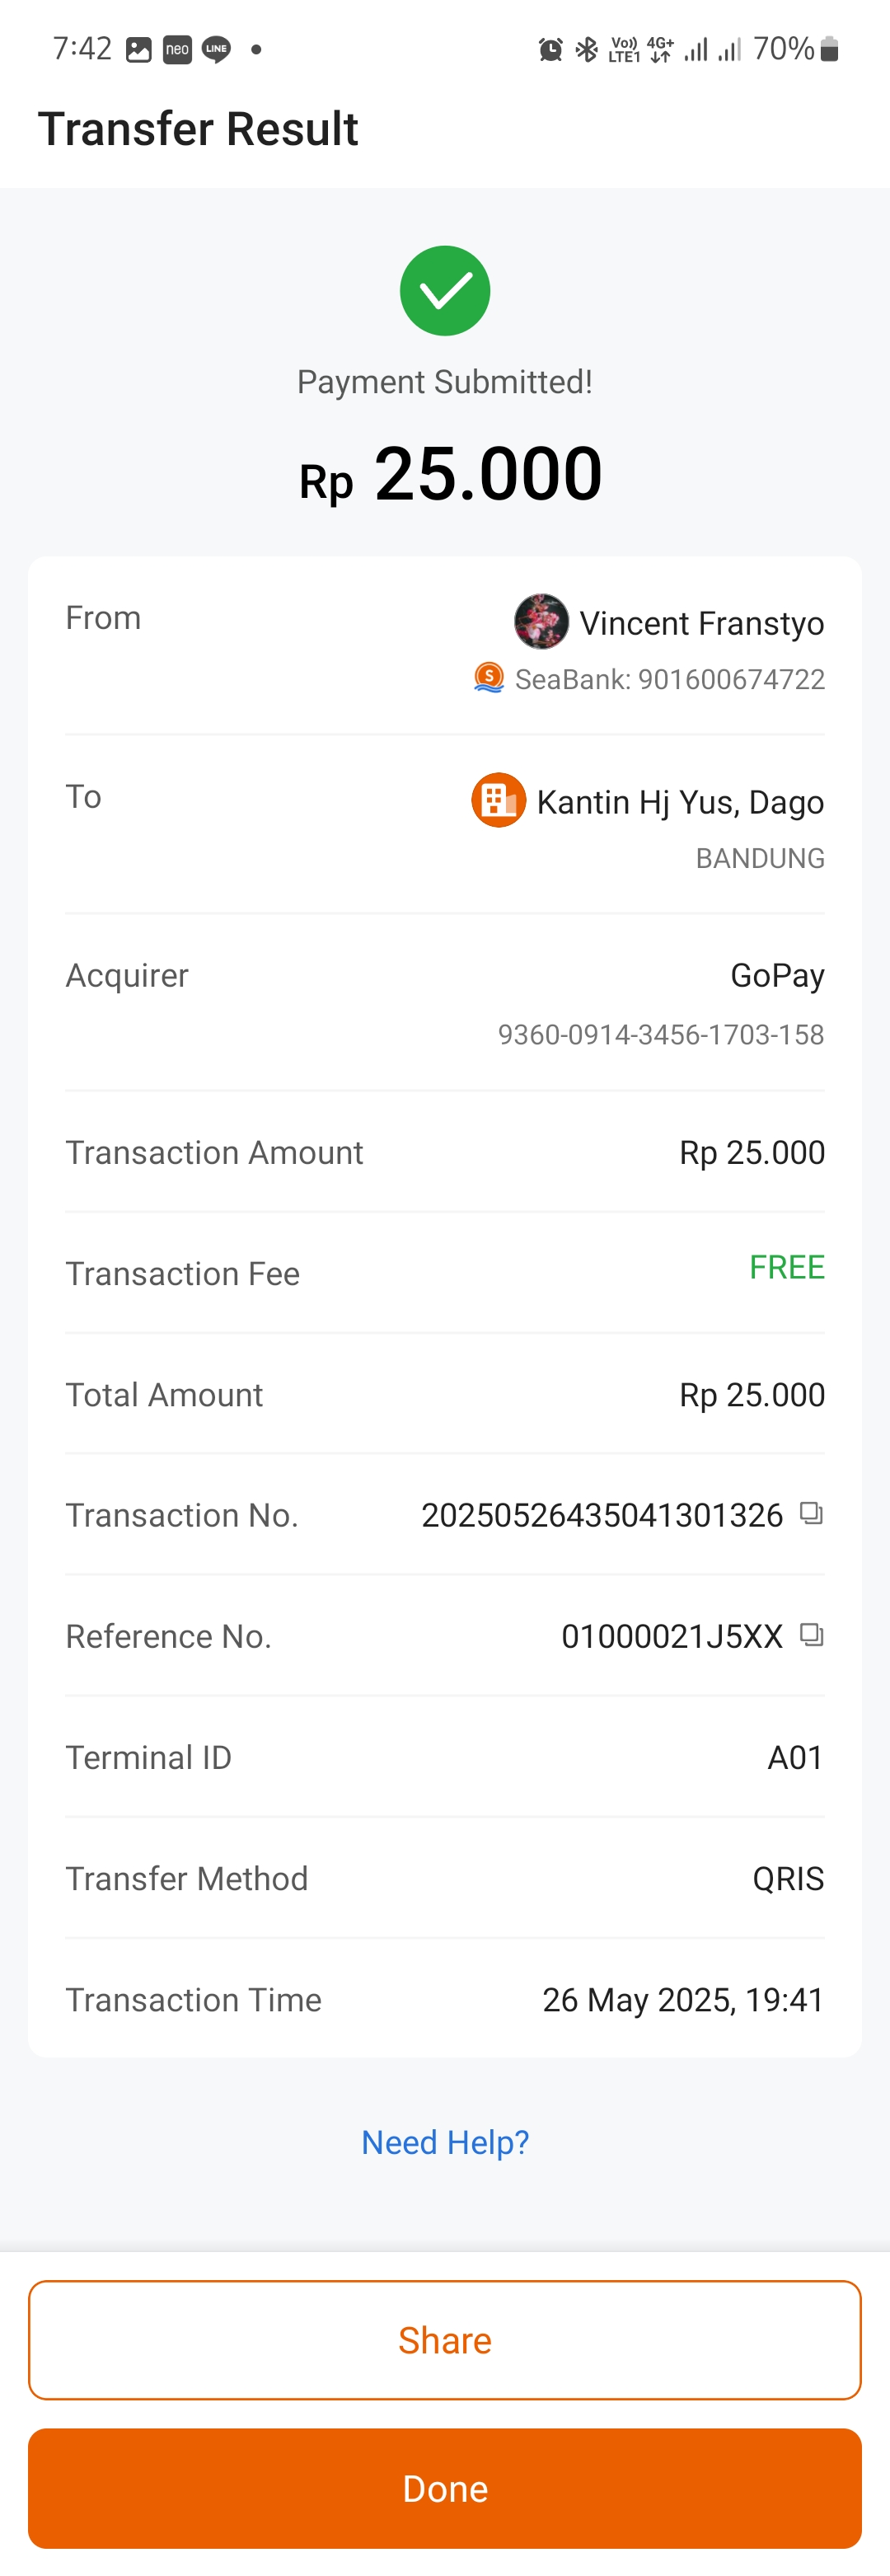 7:42 neo LINE Vo)) LTE1 4G+ 70%
Transfer Result
Payment Submitted!
Rp 25.000
From Vincent Franstyo
SeaBank: 901600674722
To Kantin Hj Yus, Dago
BANDUNG
Acquirer GoPay
9360-0914-3456-1703-158
Transaction Amount Rp 25.000
Transaction Fee FREE
Total Amount Rp 25.000
Transaction No. 20250526435041301326
Reference No. 01000021J5XX
Terminal ID A01
Transfer Method QRIS
Transaction Time 26 May 2025, 19:41
Need Help?
Share
Done